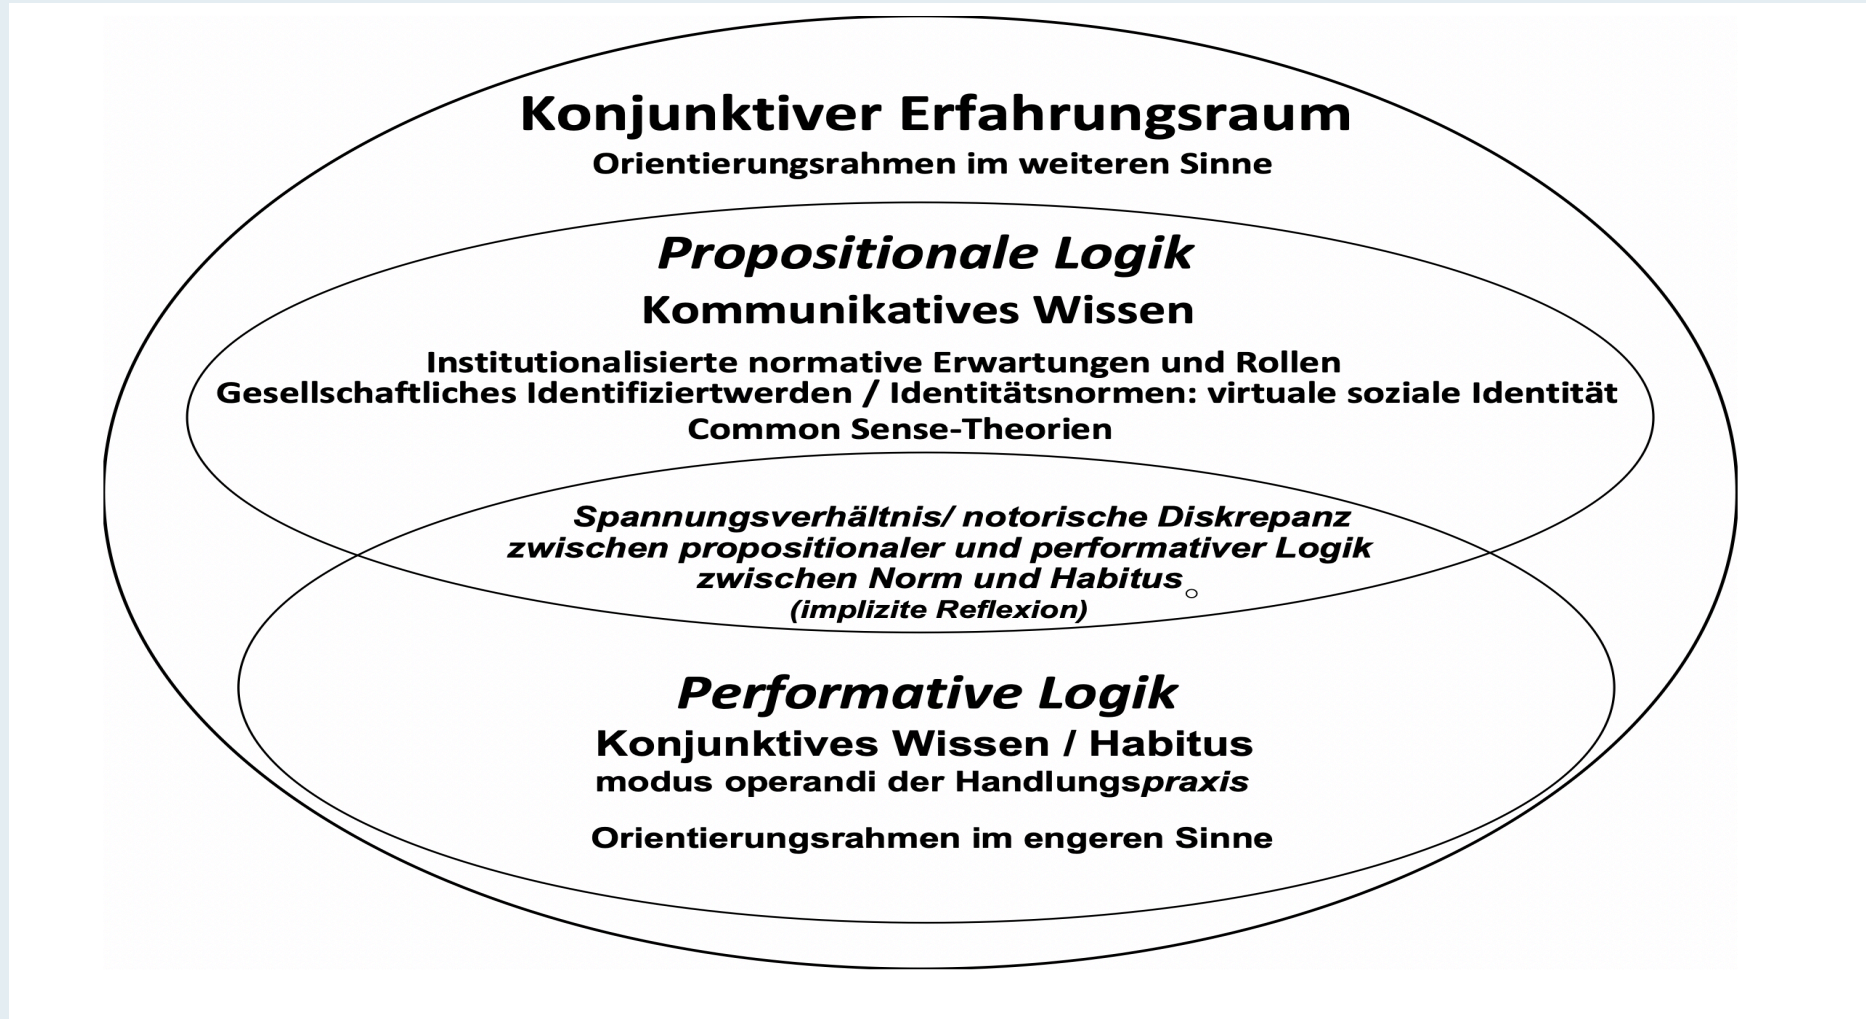 Konjunktiver Erfahrungsraum
Orientierungsrahmen im weiteren Sinne
Propositionale Logik
Kommunikatives Wissen
Institutionalisierte normative Erwartungen und Rollen
Gesellschaftliches Identifiziertwerden / Identitätsnormen: virtuale soziale Identität
Common Sense-Theorien
Spannungsverhältnis/ notorische Diskrepanz
zwischen propositionaler und performativer Logik
zwischen Norm und Habitus
(implizite Reflexion)
Performative Logik
Konjunktives Wissen / Habitus
modus operandi der Handlungspraxis
Orientierungsrahmen im engeren Sinne